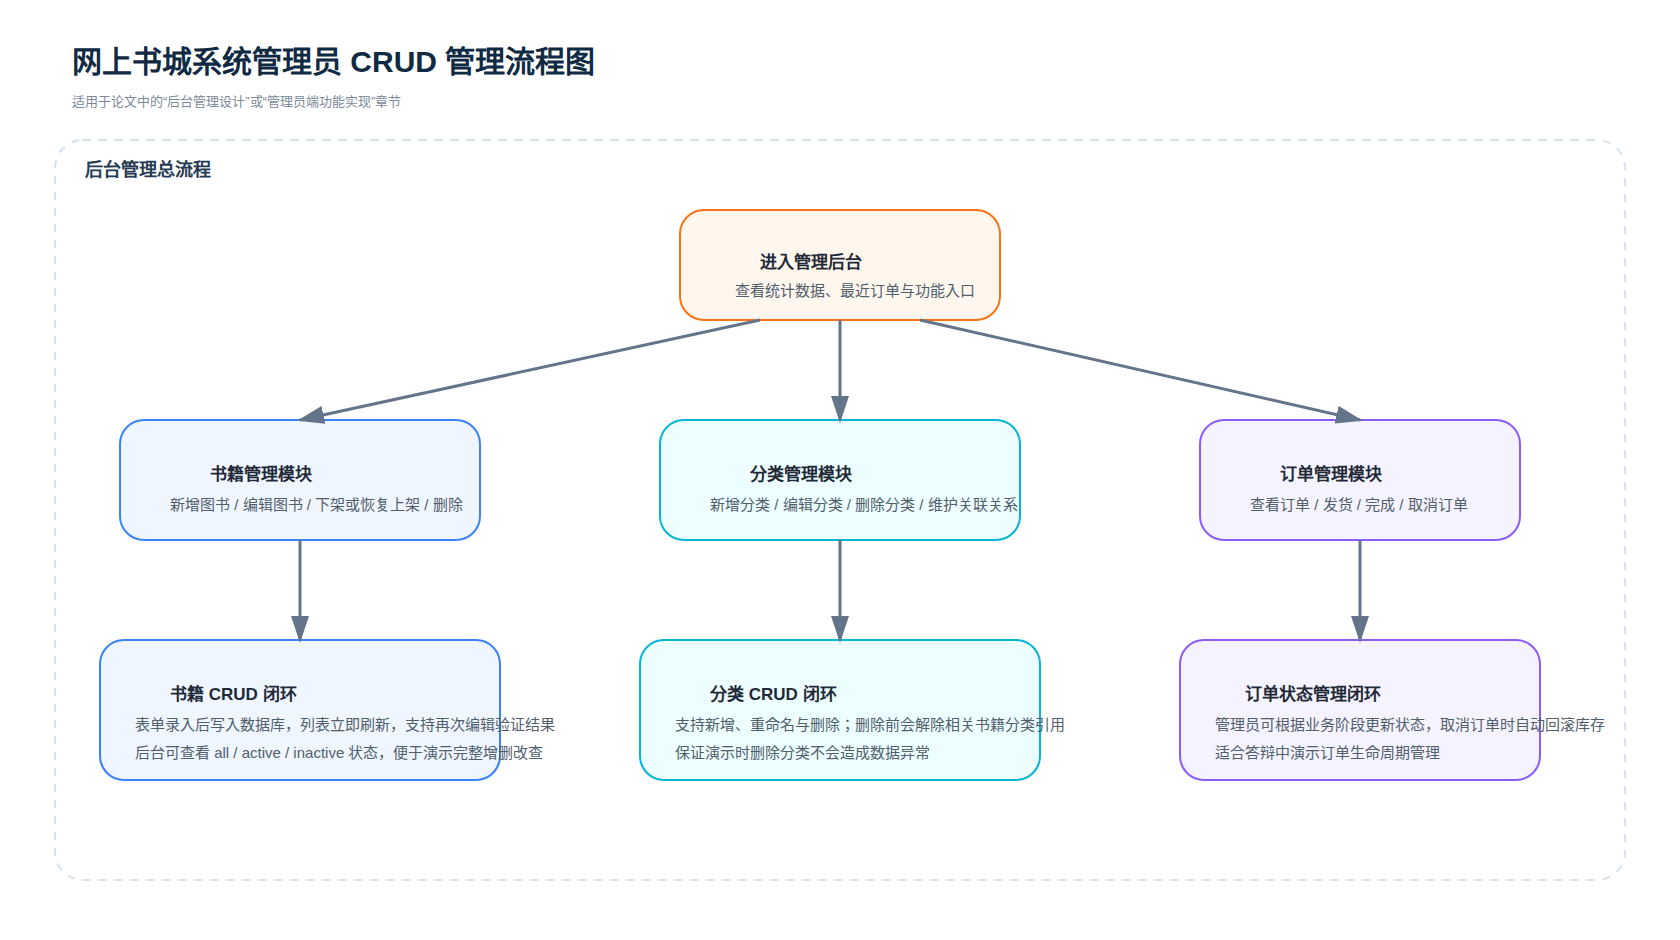 网上书城系统管理员 CRUD 管理流程图
适用于论文中的“后台管理设计”或“管理员端功能实现”章节
后台管理总流程
进入管理后台
查看统计数据、最近订单与功能入口
书籍管理模块
新增图书 / 编辑图书 / 下架或恢复上架 / 删除
分类管理模块
新增分类 / 编辑分类 / 删除分类 / 维护关联关系
订单管理模块
查看订单 / 发货 / 完成 / 取消订单
书籍 CRUD 闭环
表单录入后写入数据库，列表立即刷新，支持再次编辑验证结果
后台可查看 all / active / inactive 状态，便于演示完整增删改查
分类 CRUD 闭环
支持新增、重命名与删除；删除前会解除相关书籍分类引用
保证演示时删除分类不会造成数据异常
订单状态管理闭环
管理员可根据业务阶段更新状态，取消订单时自动回滚库存
适合答辩中演示订单生命周期管理